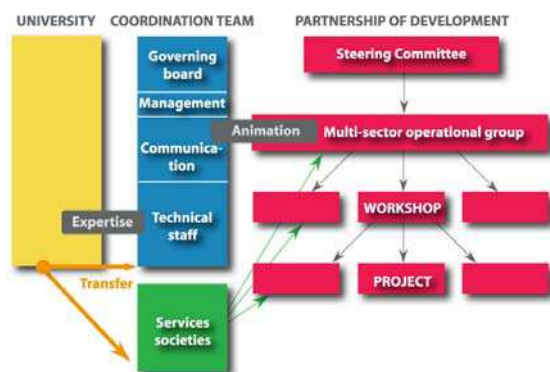 UNIVERSITY
COORDINATION TEAM
PARTNERSHIP OF DEVELOPMENT
Governing
board
Management
Communica-
tion
Technical
staff
Expertise
Animation
Transfer
Services
societies
Steering Committee
Multi-sector operational group
WORKSHOP
PROJECT